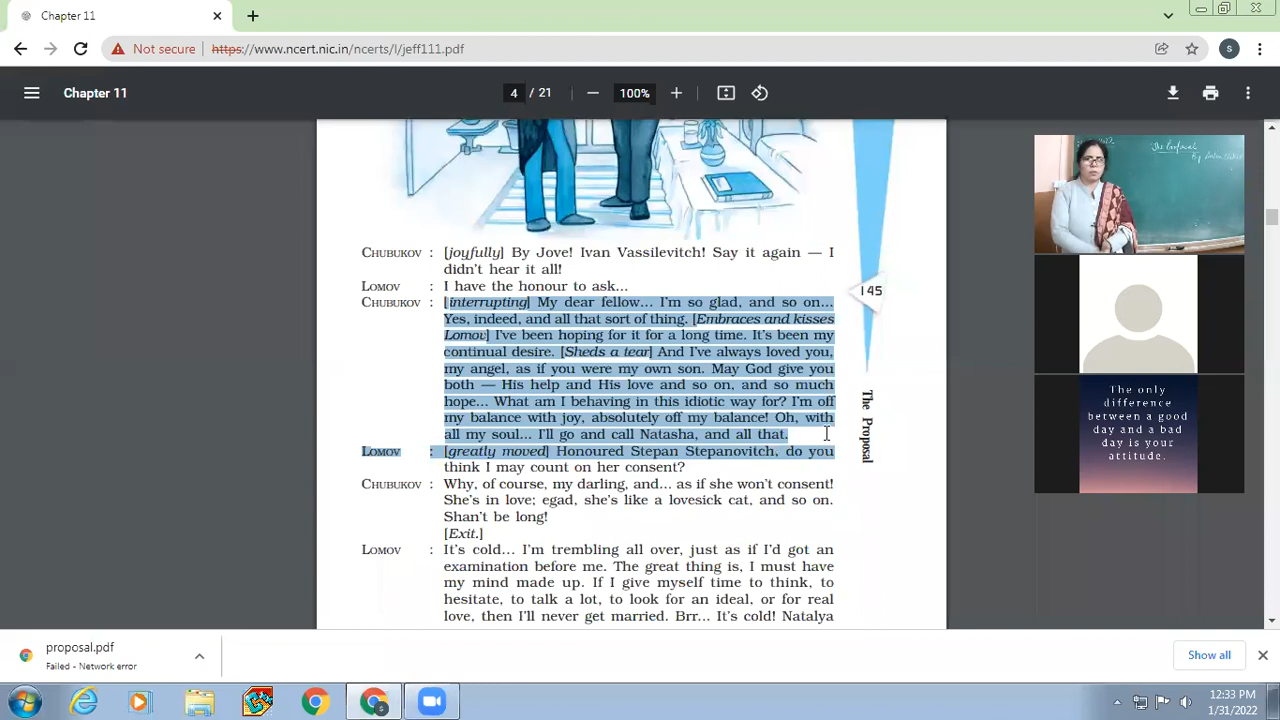 Chapter 11
Not secure
https://www.ncert.nic.in/ncerts/l/jeff111.pdf
S
Chapter 11
4 / 21
100%
CHUBUKOV : [joyfully] By Jove! Ivan Vassilevitch! Say it again — I
didn't hear it all!
LOMOV : I have the honour to ask...
CHUBUKOV : [interrupting] My dear fellow... I'm so glad, and so on...
Yes, indeed, and all that sort of thing. [Embraces and kisses
Lomov] I've been hoping for it for a long time. It's been my
continual desire. [Sheds a tear] And I've always loved you,
my angel, as if you were my own son. May God give you
both — His help and His love and so on, and so much
hope... What am I behaving in this idiotic way for? I'm off
my balance with joy, absolutely off my balance! Oh, with
all my soul... I'll go and call Natasha, and all that.
LOMOV : [greatly moved] Honoured Stepan Stepanovitch, do you
think I may count on her consent?
CHUBUKOV : Why, of course, my darling, and... as if she won't consent!
She's in love; egad, she's like a lovesick cat, and so on.
Shan't be long!
[Exit.]
LOMOV : It's cold... I'm trembling all over, just as if I'd got an
examination before me. The great thing is, I must have
my mind made up. If I give myself time to think, to
hesitate, to talk a lot, to look for an ideal, or for real
love, then I'll never get married. Brr... It's cold! Natalya
145
The Proposal
The Proposal
By Anton
The only
difference
between a good
day and a bad
day is your
attitude.
proposal.pdf
Failed - Network error
Show all
12:33 PM
1/31/2022